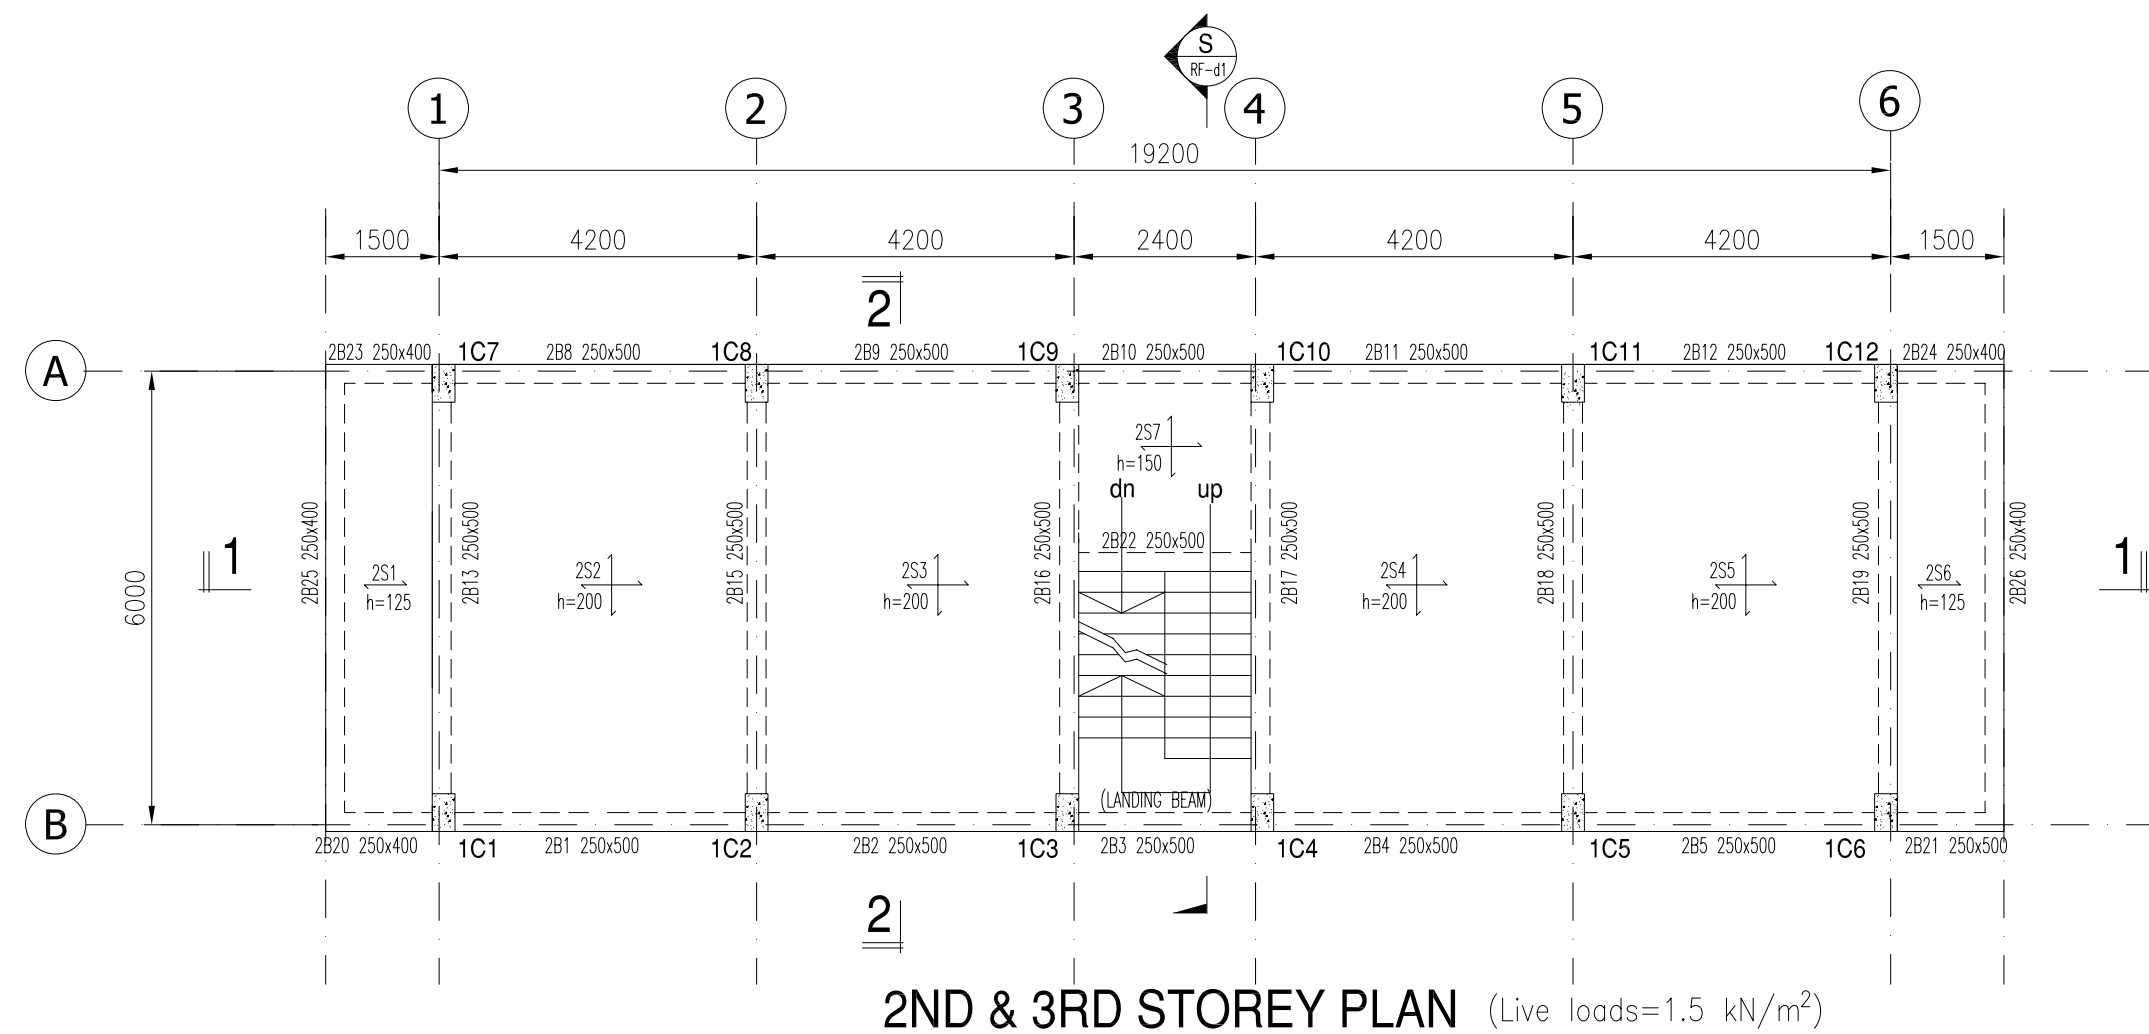 S
RF-d1
1 2 3 4 5 6
19200
1500 4200 4200 2400 4200 4200 1500
2
A
2B23 250x400 1C7 2B8 250x500 1C8 2B9 250x500 1C9 2B10 250x500 1C10 2B11 250x500 1C11 2B12 250x500 1C12 2B24 250x400
2S7
h=150
dn up
2B22 250x500
2B25 250x400
2B13 250x500
2B15 250x500
2B16 250x500
2B17 250x500
2B18 250x500
2B19 250x500
2B26 250x400
1 1
6000
2S1
h=125
2S2
h=200
2S3
h=200
2S4
h=200
2S5
h=200
2S6
h=125
(LANDING BEAM)
B
2B20 250x400 1C1 2B1 250x500 1C2 2B2 250x500 1C3 2B3 250x500 1C4 2B4 250x500 1C5 2B5 250x500 1C6 2B21 250x500
2
2ND & 3RD STOREY PLAN (Live loads=1.5 kN/m²)